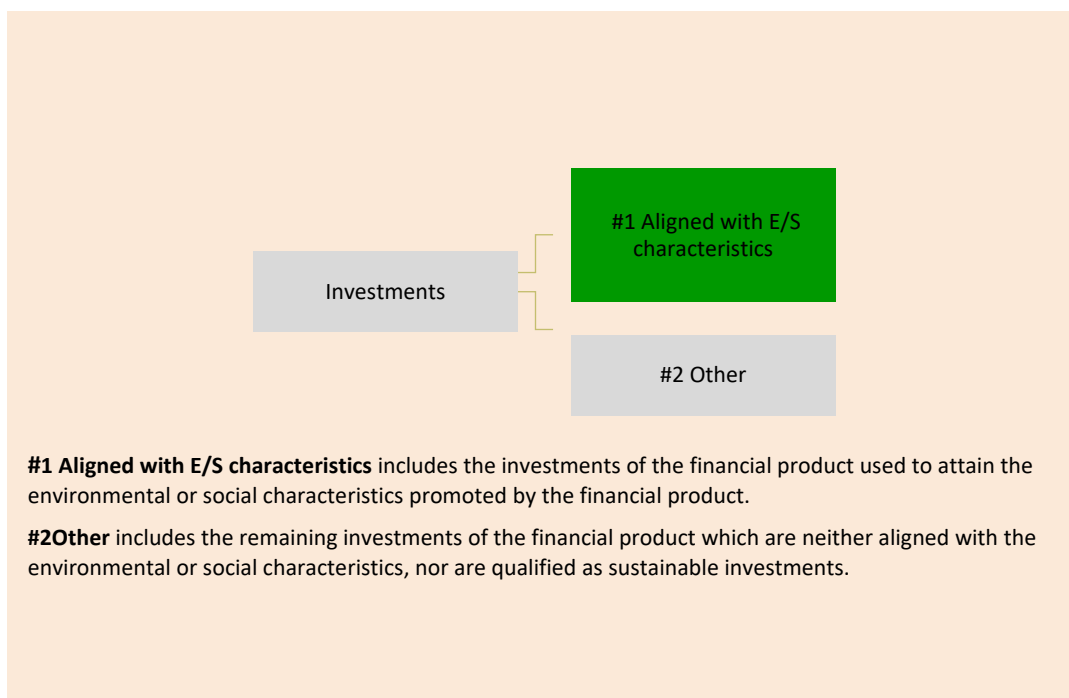 #1 Aligned with E/S
characteristics
Investments
#2 Other
#1 Aligned with E/S characteristics includes the investments of the financial product used to attain the
environmental or social characteristics promoted by the financial product.
#2Other includes the remaining investments of the financial product which are neither aligned with the
environmental or social characteristics, nor are qualified as sustainable investments.